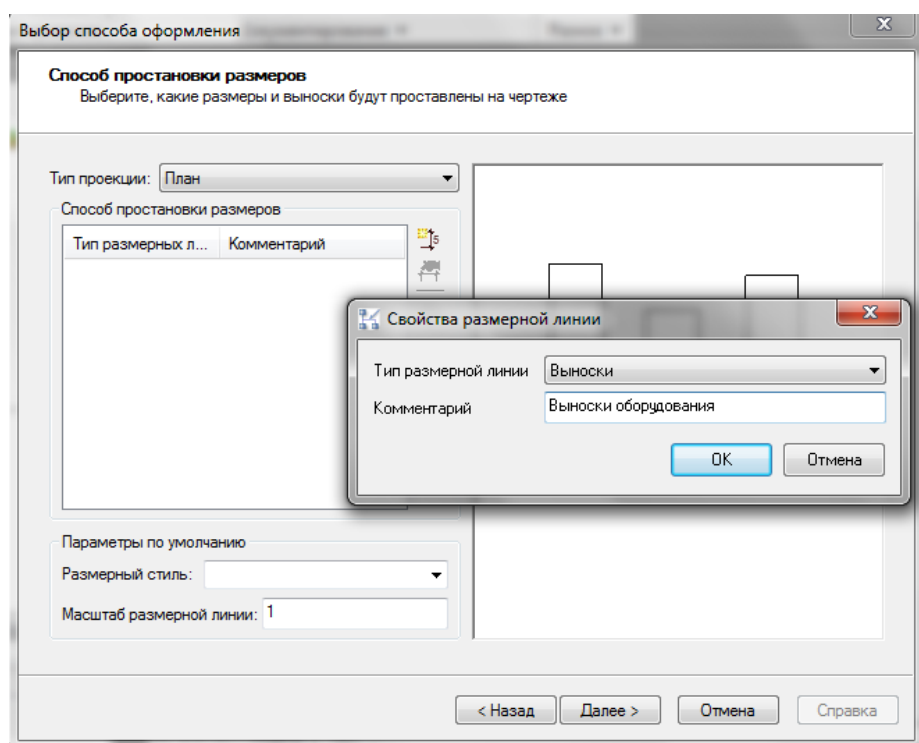 Выбор способа оформления
Способ простановки размеров
Выберите, какие размеры и выноски будут проставлены на чертеже
Тип проекции: План
Способ простановки размеров
Тип размерных л... Комментарий
5
Свойства размерной линии
Тип размерной линии Выноски
Комментарий Выноски оборудования
OK Отмена
Параметры по умолчанию
Размерный стиль:
Масштаб размерной линии: 1
< Назад Далее > Отмена Справка